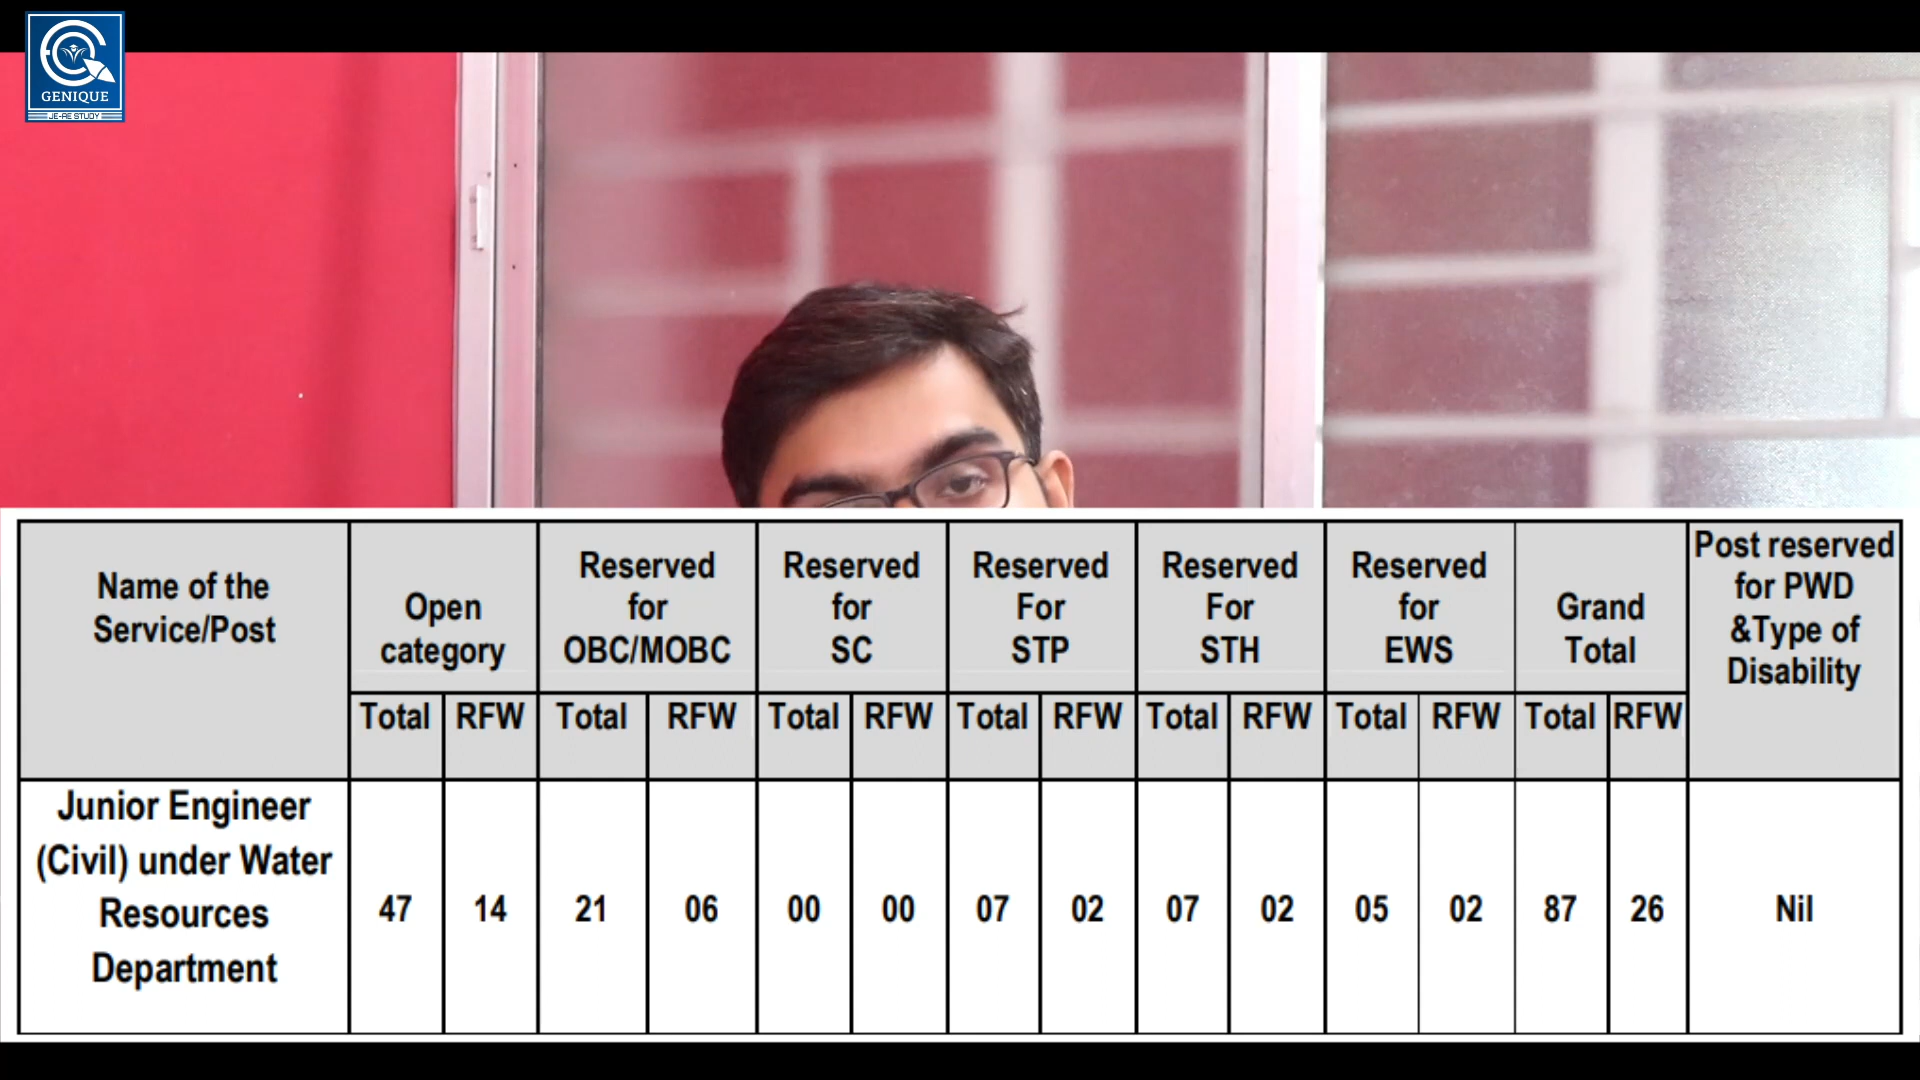 GENIQUE
JE-AE STUDY
Name of the
Service/Post
Open
category
Reserved
for
OBC/MOBC
Reserved
for
SC
Reserved
For
STP
Reserved
For
STH
Reserved
for
EWS
Grand
Total
Post reserved
for PWD
&Type of
Disability
Total RFW Total RFW Total RFW Total RFW Total RFW Total RFW Total RFW
Junior Engineer
(Civil) under Water
Resources
Department
47 14 21 06 00 00 07 02 07 02 05 02 87 26 Nil